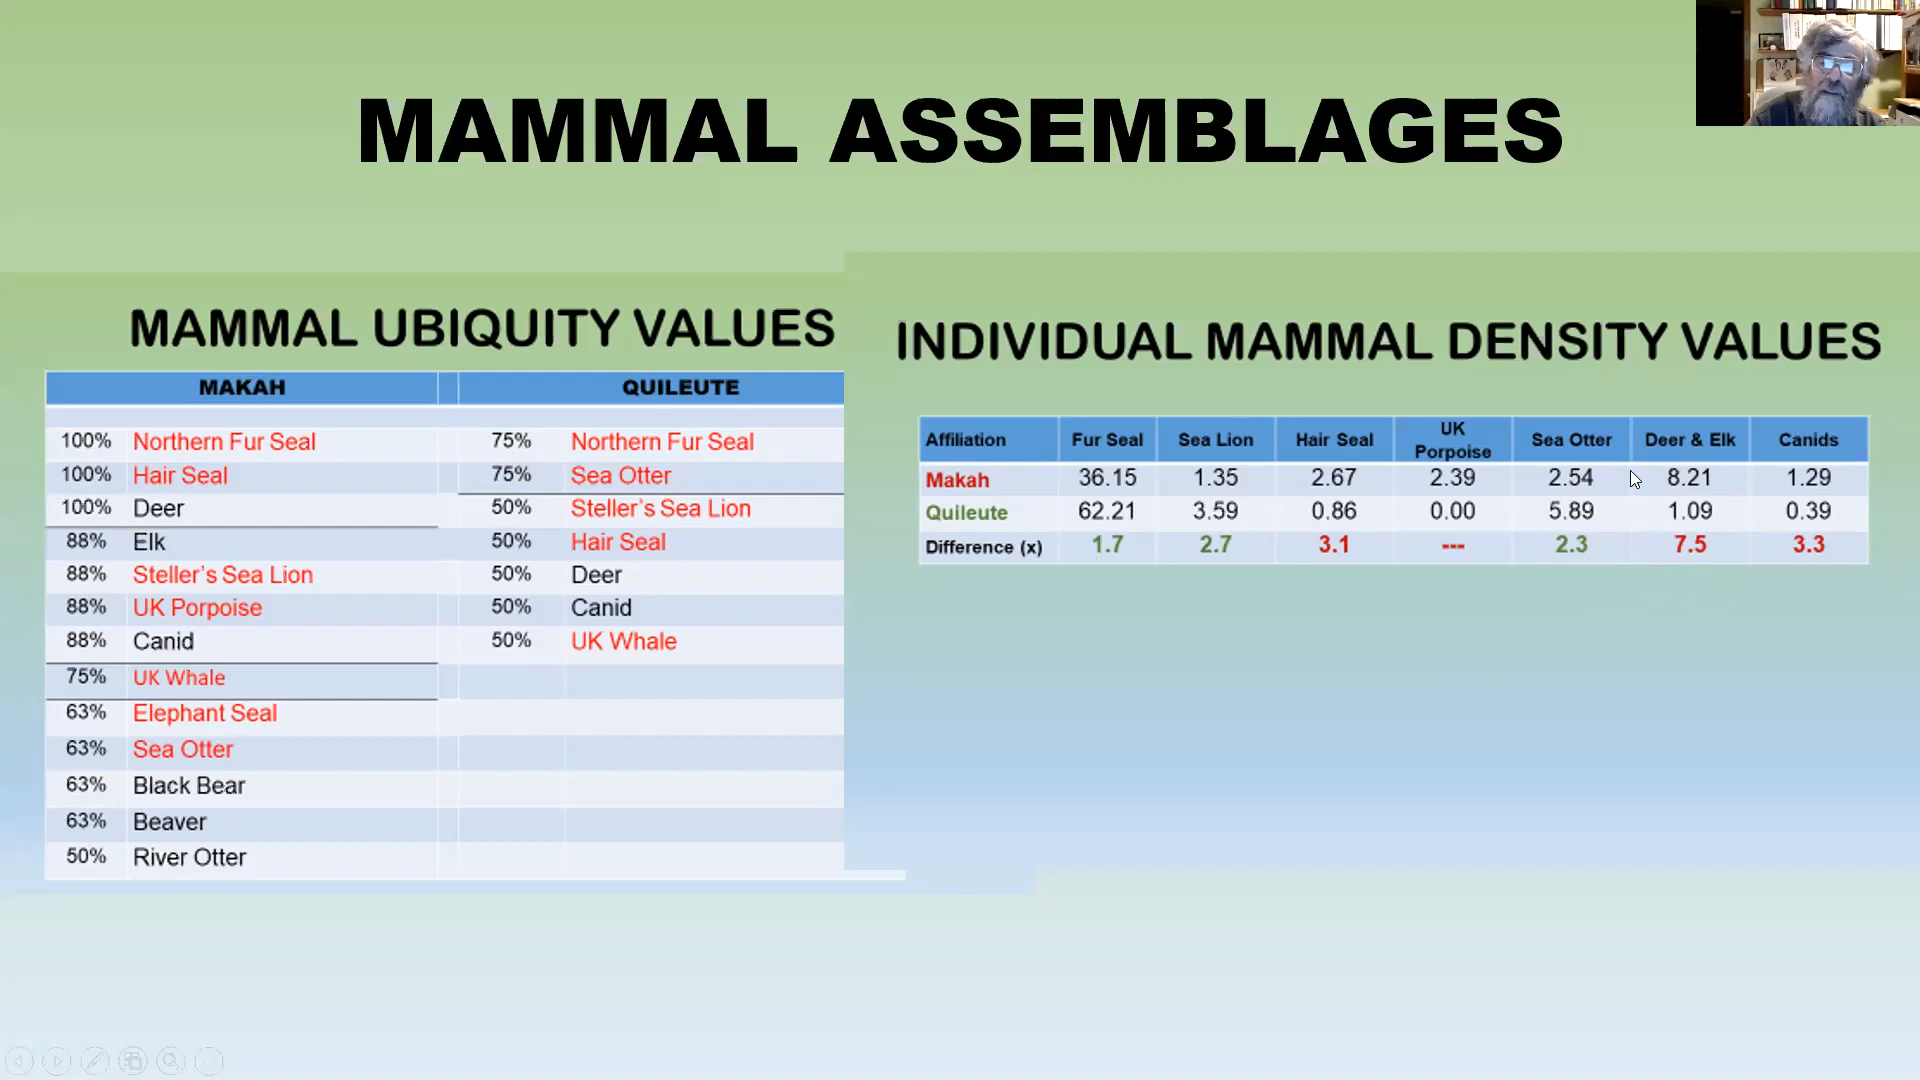 MAMMAL ASSEMBLAGES
MAMMAL UBIQUITY VALUES
MAKAH QUILEUTE
100% Northern Fur Seal 75% Northern Fur Seal
100% Hair Seal 75% Sea Otter
100% Deer 50% Steller's Sea Lion
88% Elk 50% Hair Seal
88% Steller's Sea Lion 50% Deer
88% UK Porpoise 50% Canid
88% Canid 50% UK Whale
75% UK Whale
63% Elephant Seal
63% Sea Otter
63% Black Bear
63% Beaver
50% River Otter
INDIVIDUAL MAMMAL DENSITY VALUES
Affiliation Fur Seal Sea Lion Hair Seal UK Porpoise Sea Otter Deer & Elk Canids
Makah 36.15 1.35 2.67 2.39 2.54 8.21 1.29
Quileute 62.21 3.59 0.86 0.00 5.89 1.09 0.39
Difference (x) 1.7 2.7 3.1 --- 2.3 7.5 3.3